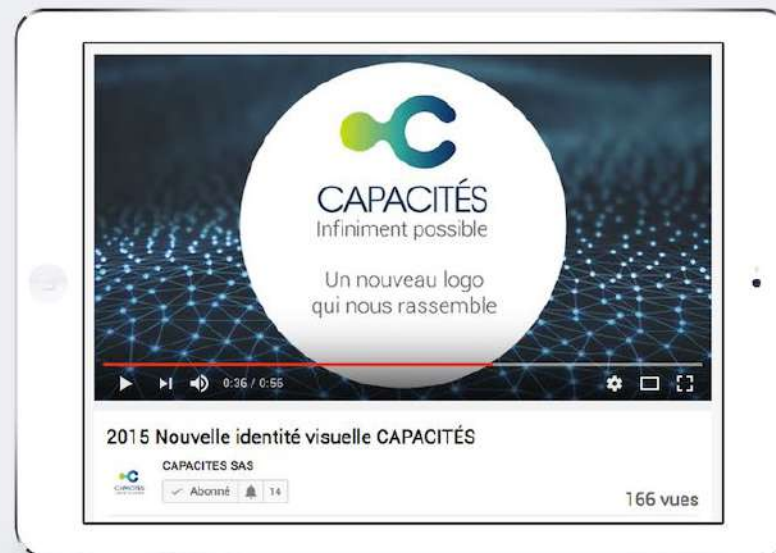 CAPACITÉS
Infiniment possible
Un nouveau logo
qui nous rassemble
0:36 / 0:55
2015 Nouvelle identité visuelle CAPACITÉS
CAPACITES SAS
CAPACITÉS
Abonné 14
166 vues